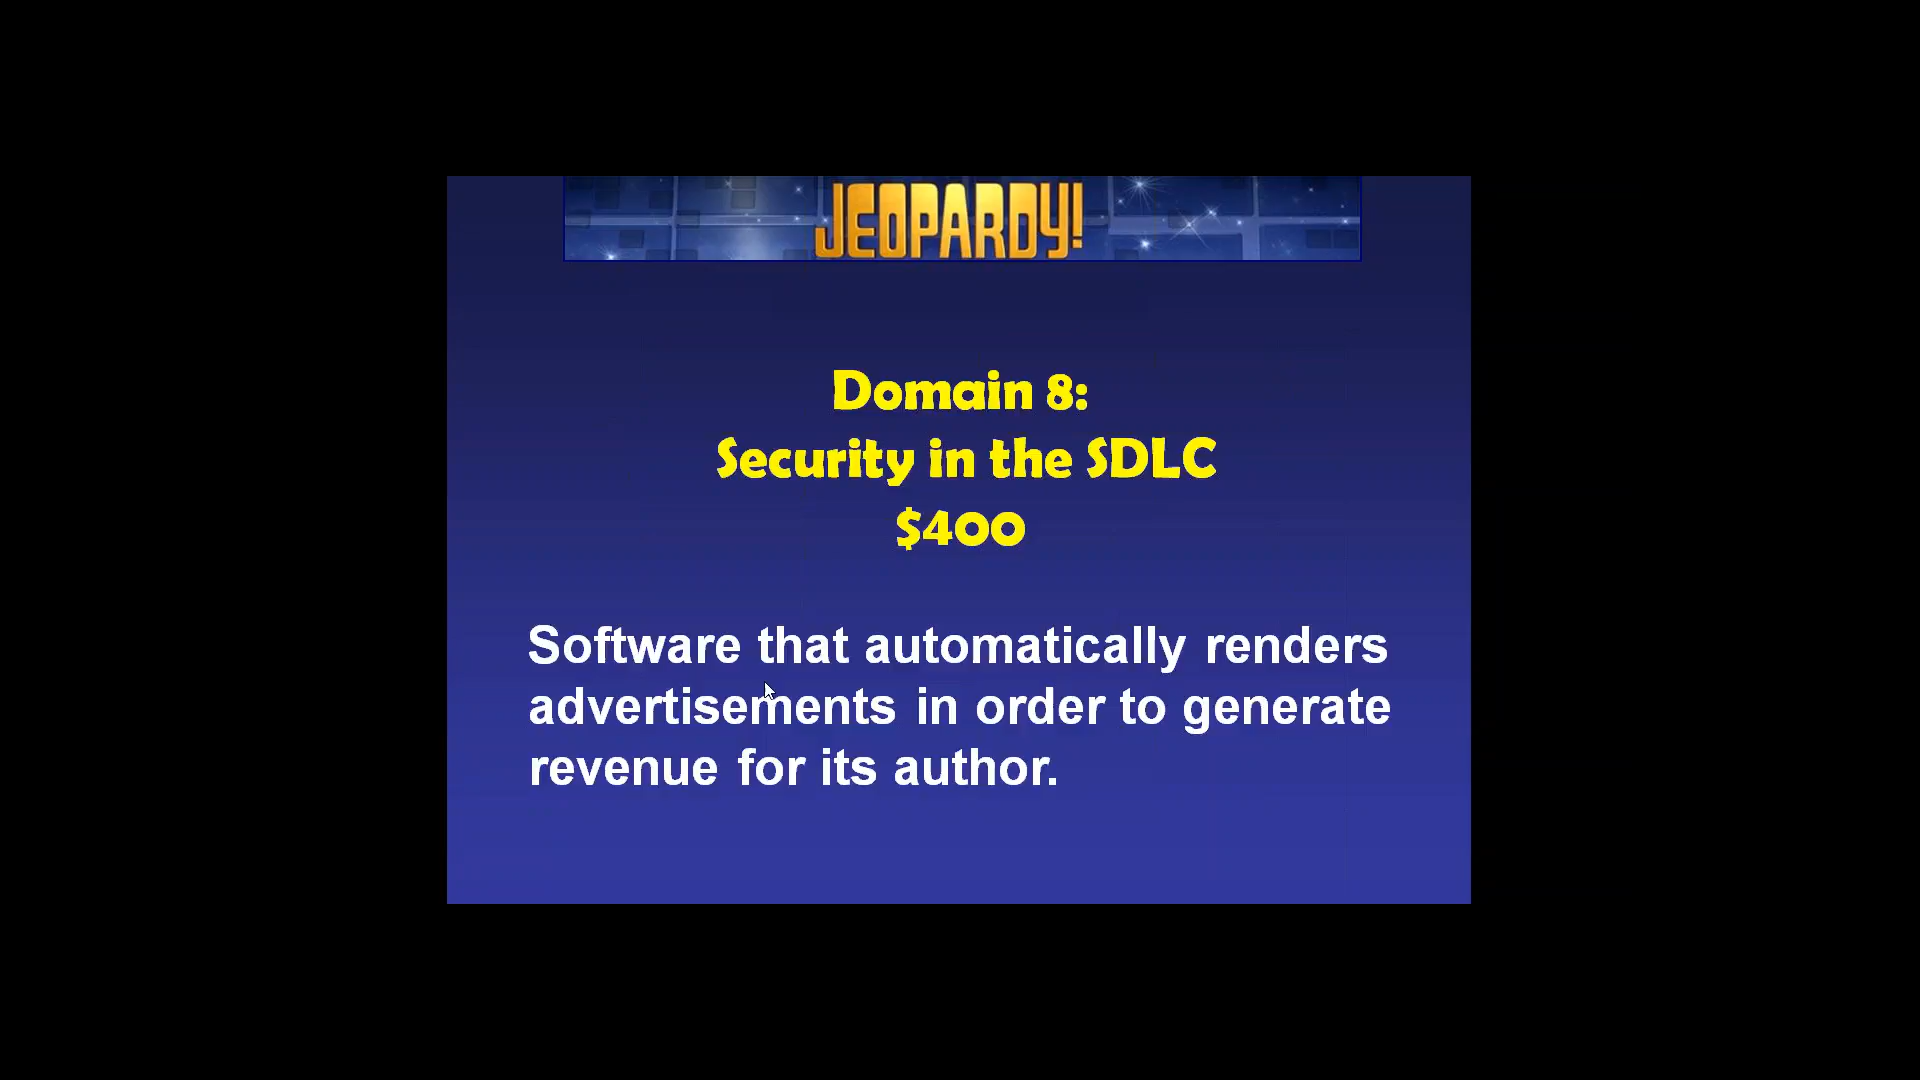 JEOPARDY!
Domain 8:
Security in the SDLC
$400
Software that automatically renders
advertisements in order to generate
revenue for its author.